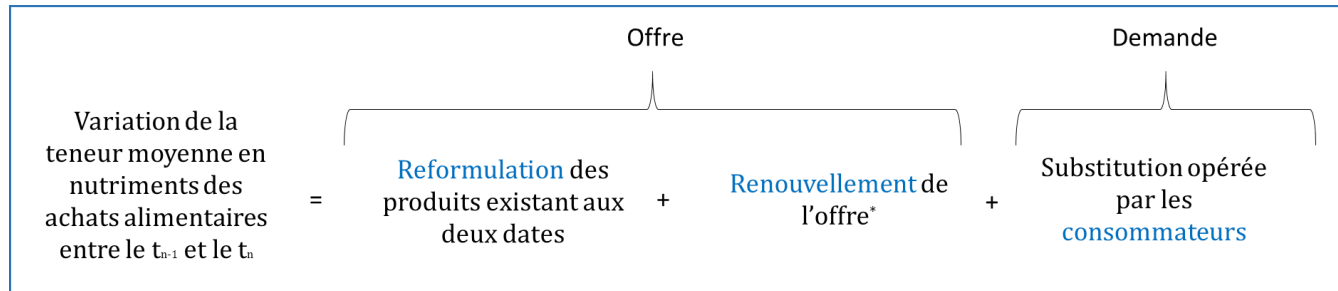 Offre
Demande
Variation de la
teneur moyenne en
nutriments des
achats alimentaires
entre le tn-1 et le tn
=
Reformulation des
produits existant aux
deux dates
+
Renouvellement de
l'offre*
+
Substitution opérée
par les
consommateurs